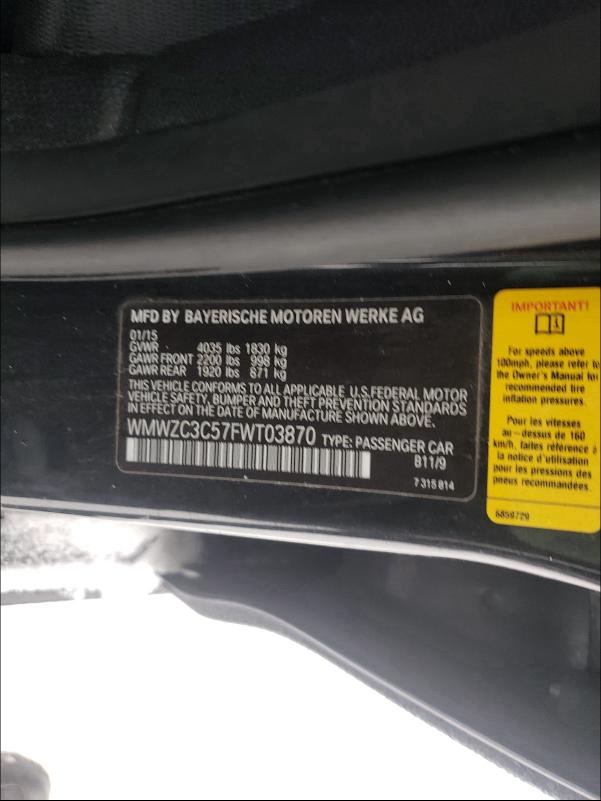 MFD BY BAYERISCHE MOTOREN WERKE AG
01/15
GVWR 4035 lbs 1830 kg
GAWR FRONT 2200 lbs 998 kg
GAWR REAR 1920 lbs 871 kg
THIS VEHICLE CONFORMS TO ALL APPLICABLE U.S.FEDERAL MOTOR
VEHICLE SAFETY, BUMPER AND THEFT PREVENTION STANDARDS
IN EFFECT ON THE DATE OF MANUFACTURE SHOWN ABOVE.
WMWZC3C57FWT03870 TYPE: PASSENGER CAR
B11/9
7 315 814
IMPORTANT!
For speeds above
100mph, please refer to
the Owner's Manual for
recommended tire
inflation pressures.
Pour les vitesses
au-dessus de 160
km/h, faites référence à
la notice d'utilisation
pour les pressions des
pneus recommandées.
6859729